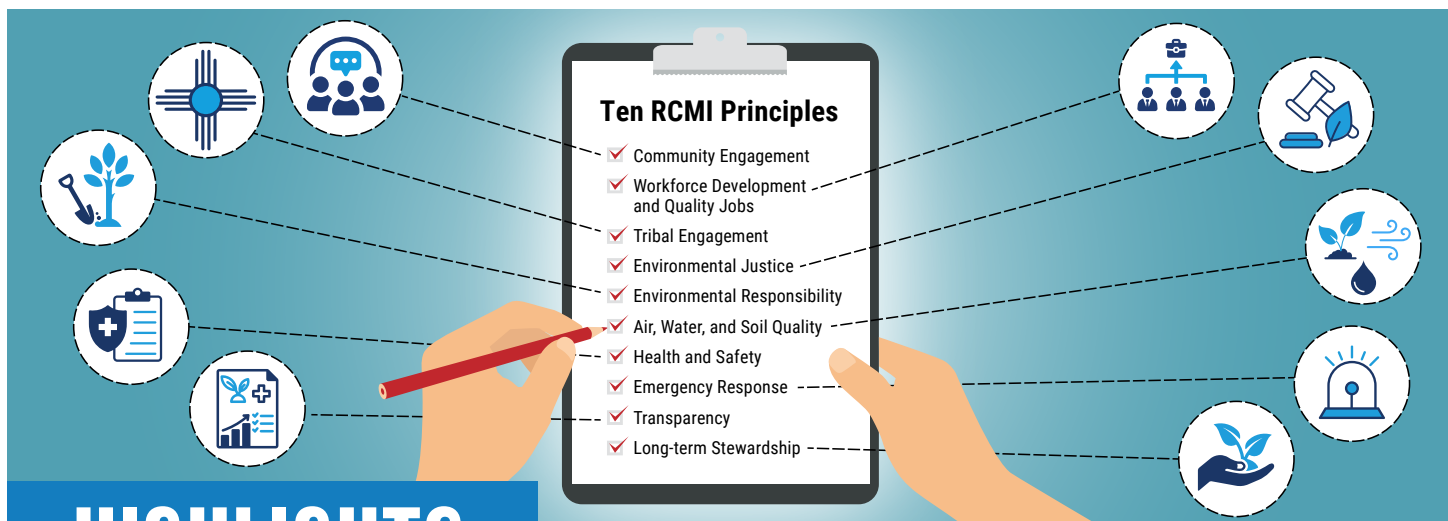 Ten RCMI Principles
Community Engagement
Workforce Development
and Quality Jobs
Tribal Engagement
Environmental Justice
Environmental Responsibility
Air, Water, and Soil Quality
Health and Safety
Emergency Response
Transparency
Long-term Stewardship
HIGHLIGHTS